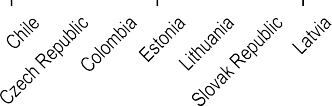 Chile
Czech Republic
Colombia
Estonia
Lithuania
Slovak Republic
Latvia